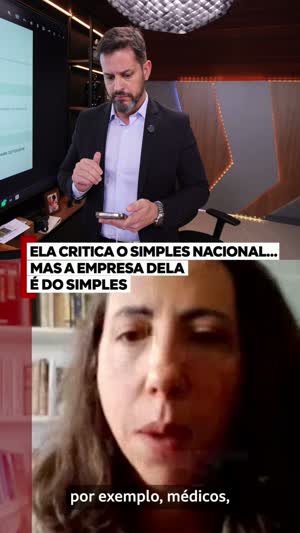 ELA CRITICA O SIMPLES NACIONAL...
MAS A EMPRESA DELA
É DO SIMPLES
por exemplo, médicos,